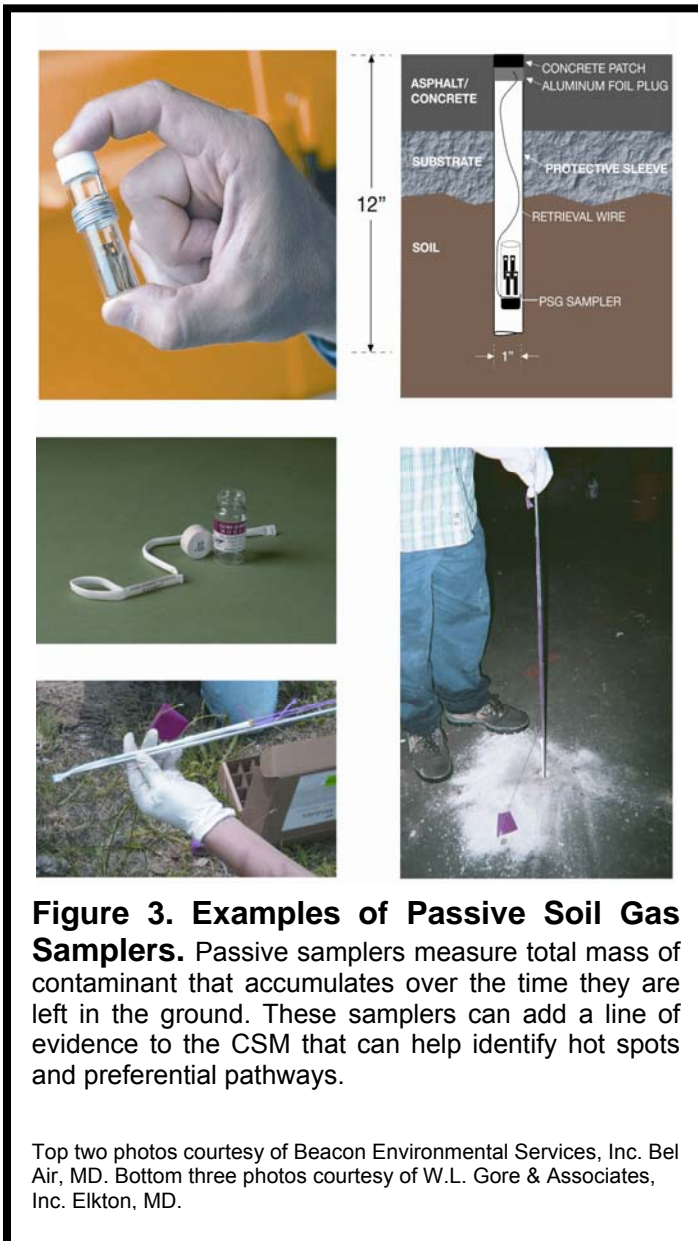 CONCRETE PATCH
ASPHALT/
CONCRETE
ALUMINUM FOIL PLUG
SUBSTRATE
PROTECTIVE SLEEVE
12”
RETRIEVAL WIRE
SOIL
PSG SAMPLER
1”
Figure 3. Examples of Passive Soil Gas
Samplers. Passive samplers measure total mass of
contaminant that accumulates over the time they are
left in the ground. These samplers can add a line of
evidence to the CSM that can help identify hot spots
and preferential pathways.
Top two photos courtesy of Beacon Environmental Services, Inc. Bel
Air, MD. Bottom three photos courtesy of W.L. Gore & Associates,
Inc. Elkton, MD.